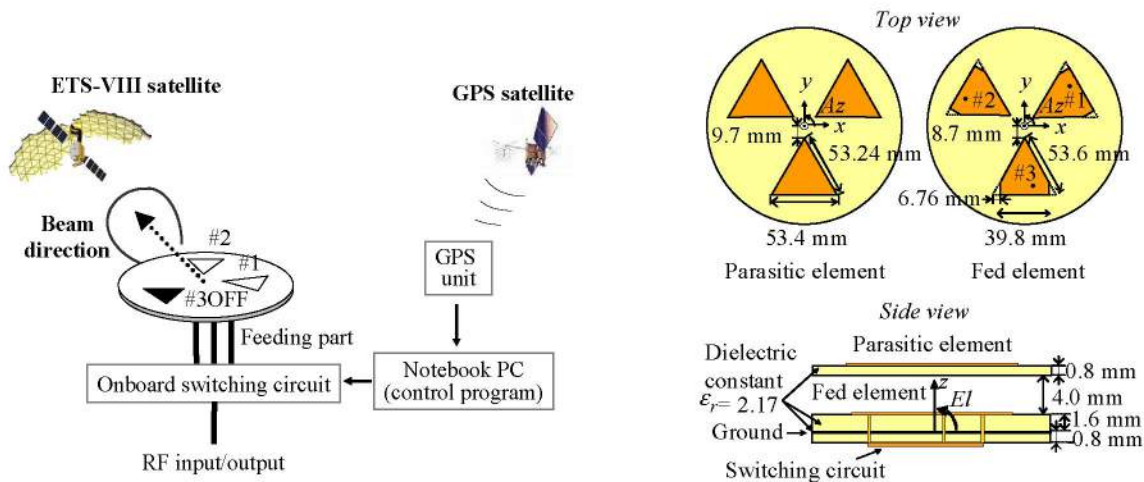 ETS-VIII satellite
GPS satellite
Beam
direction
#2
#1
#3OFF
Feeding part
GPS
unit
Onboard switching circuit
Notebook PC
(control program)
RF input/output
Top view
y
Az
x
9.7 mm
53.24 mm
53.4 mm
Parasitic element
#2
y
Az
#1
x
8.7 mm
53.6 mm
#3
6.76 mm
39.8 mm
Fed element
Side view
Dielectric
constant
εr= 2.17
Parasitic element
0.8 mm
Fed element
z
El
4.0 mm
1.6 mm
Ground
0.8 mm
Switching circuit